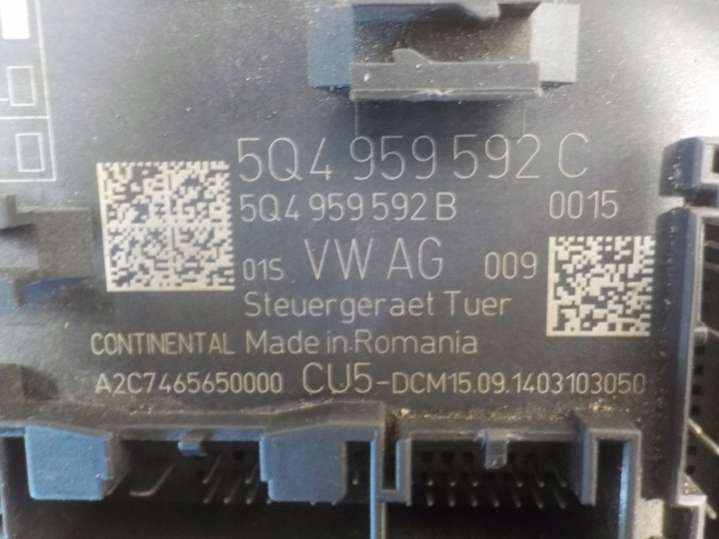 5Q4 959 592 C
5Q4 959 592 B 0015
01S VW AG 009
Steuergeraet Tuer
CONTINENTAL Made in Romania
A2C7465650000 CU5-DCM15.09.1403103050